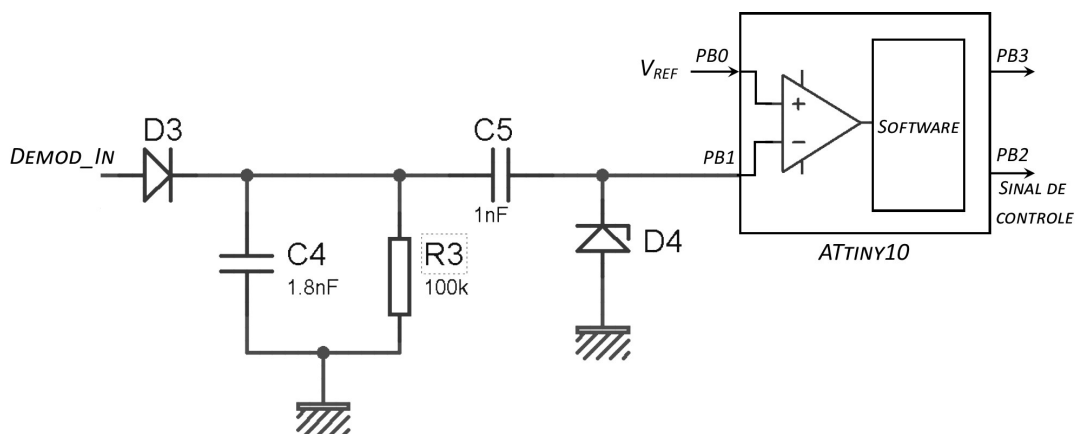 PB0
V_REF
PB3
D3
C5
DEMOD_IN
+
−
SOFTWARE
PB1
PB2
1nF
SINAL DE
CONTROLE
C4
1.8nF
R3
100k
D4
ATTINY10